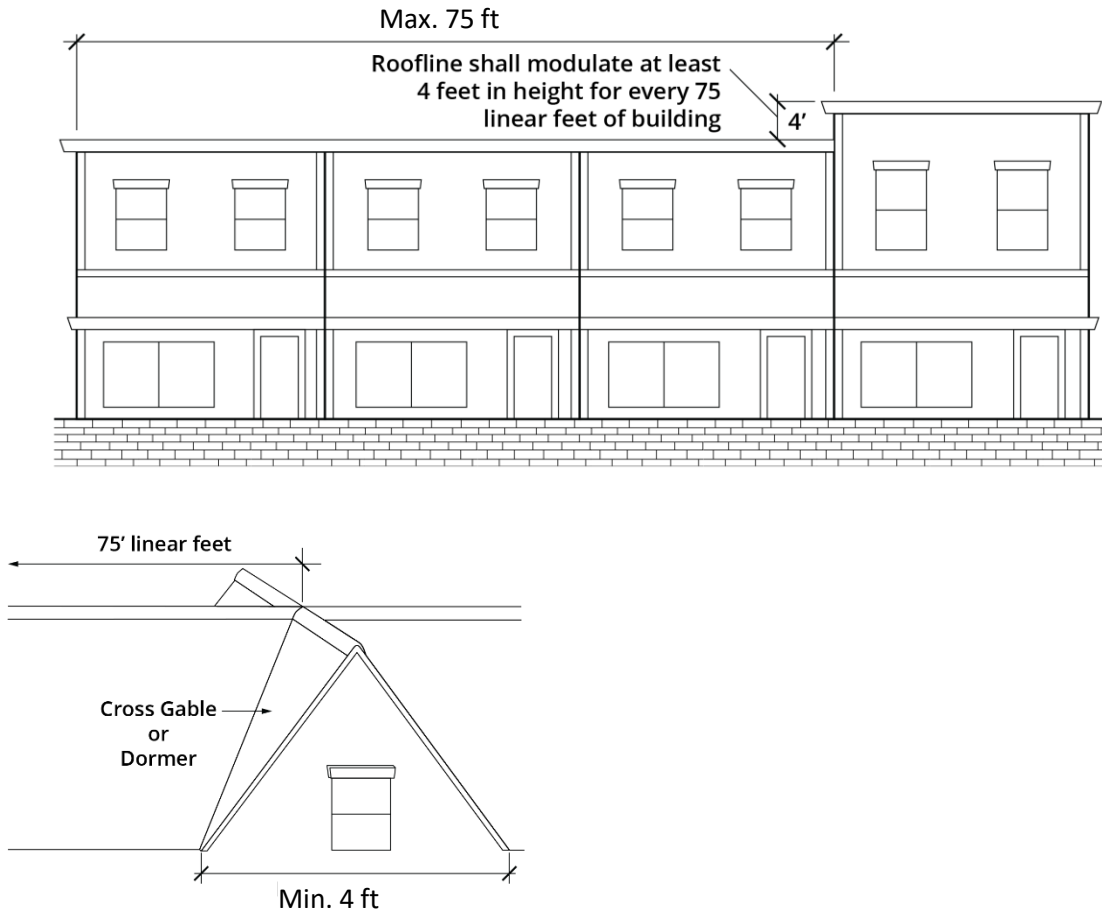 Max. 75 ft
Roofline shall modulate at least
4 feet in height for every 75
linear feet of building
4'
75' linear feet
Cross Gable
or
Dormer
Min. 4 ft